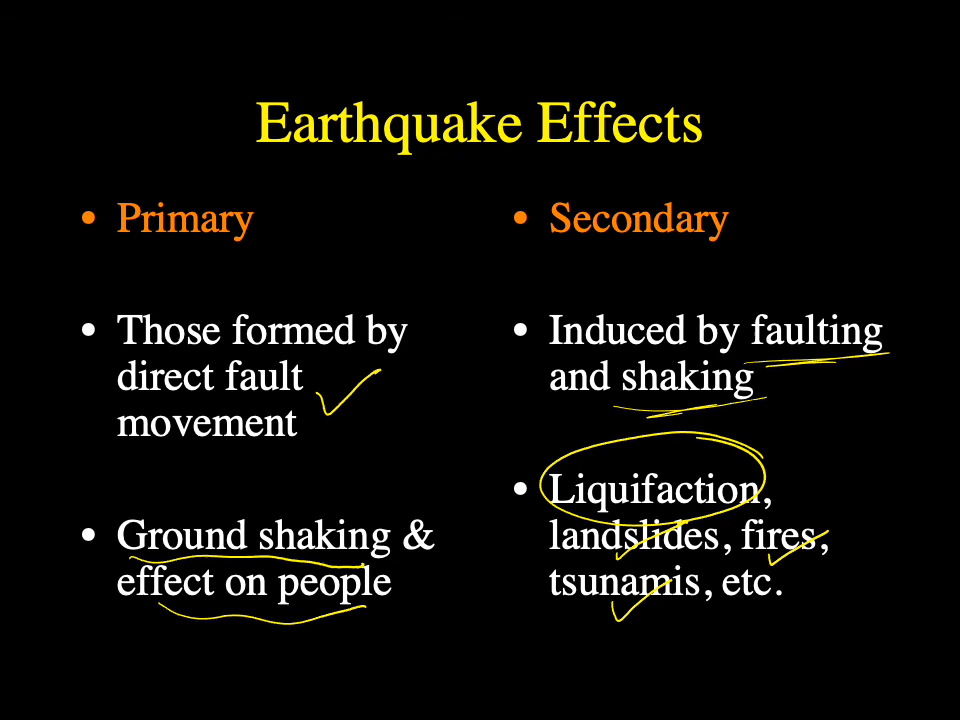 Earthquake Effects
• Primary
• Those formed by
direct fault
movement
• Ground shaking &
effect on people
• Secondary
• Induced by faulting
and shaking
• Liquifaction,
landslides, fires,
tsunamis, etc.